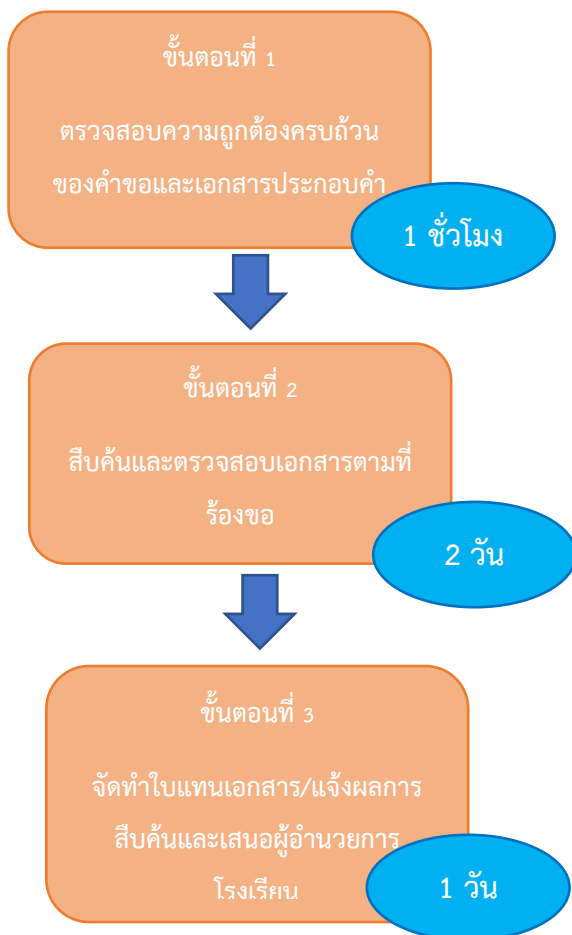 ขั้นตอนที่ 1
ตรวจสอบความถูกต้องครบถ้วน
ของคำขอและเอกสารประกอบคำ
1 ชั่วโมง
ขั้นตอนที่ 2
สืบค้นและตรวจสอบเอกสารตามที่
ร้องขอ
2 วัน
ขั้นตอนที่ 3
จัดทำใบแทนเอกสาร/แจ้งผลการ
สืบค้นและเสนอผู้อำนวยการ
โรงเรียน
1 วัน